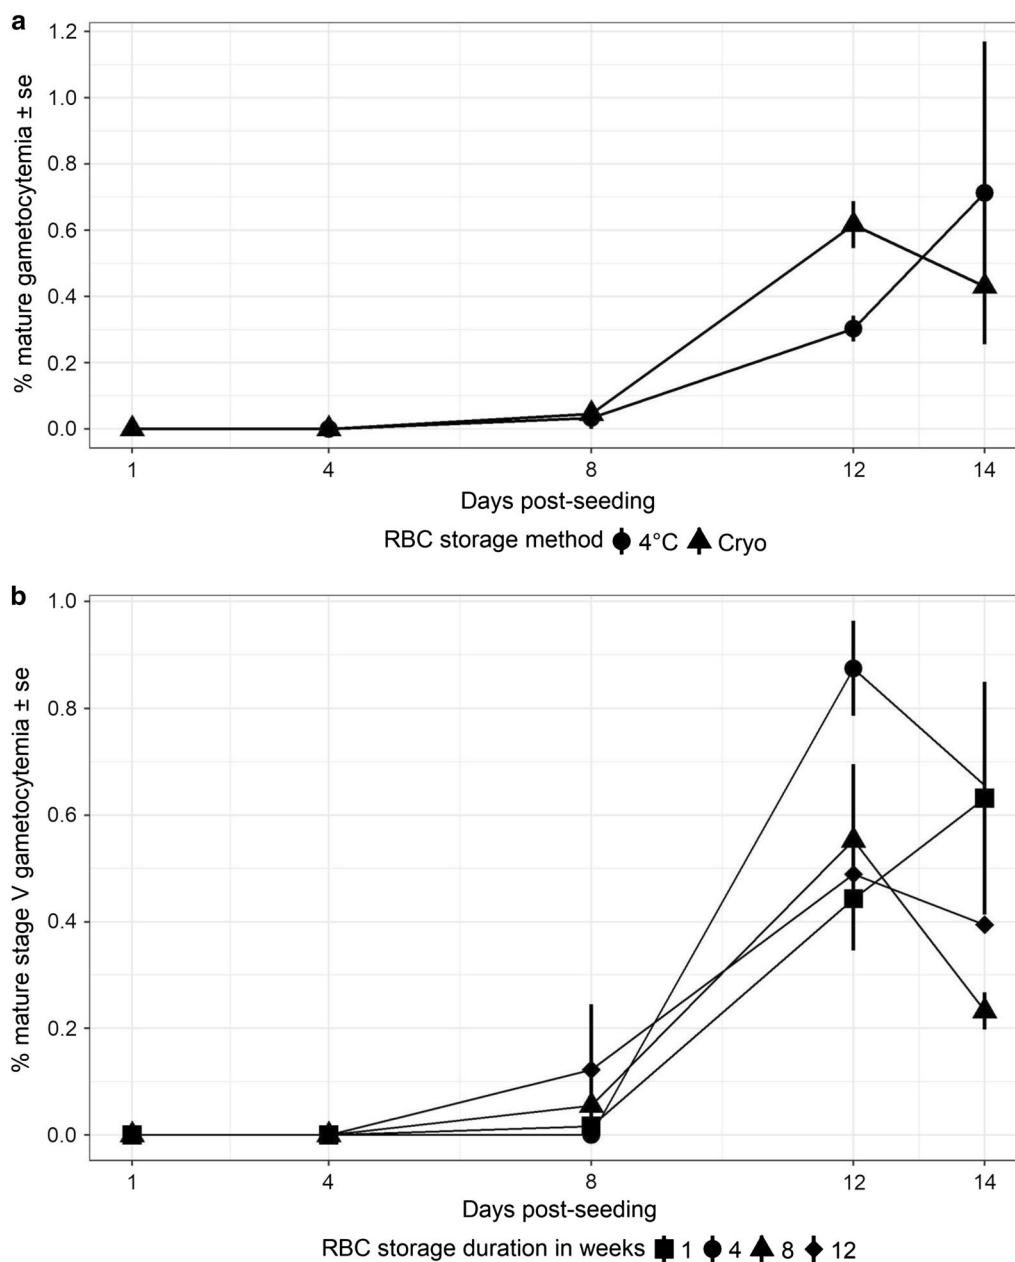 a
% mature gametocytemia ± se
1.2
1.0
0.8
0.6
0.4
0.2
0.0
1 4 8 12 14
Days post-seeding
RBC storage method 4°C Cryo
b
% mature stage V gametocytemia ± se
1.0
0.8
0.6
0.4
0.2
0.0
1 4 8 12 14
Days post-seeding
RBC storage duration in weeks 1 4 8 12